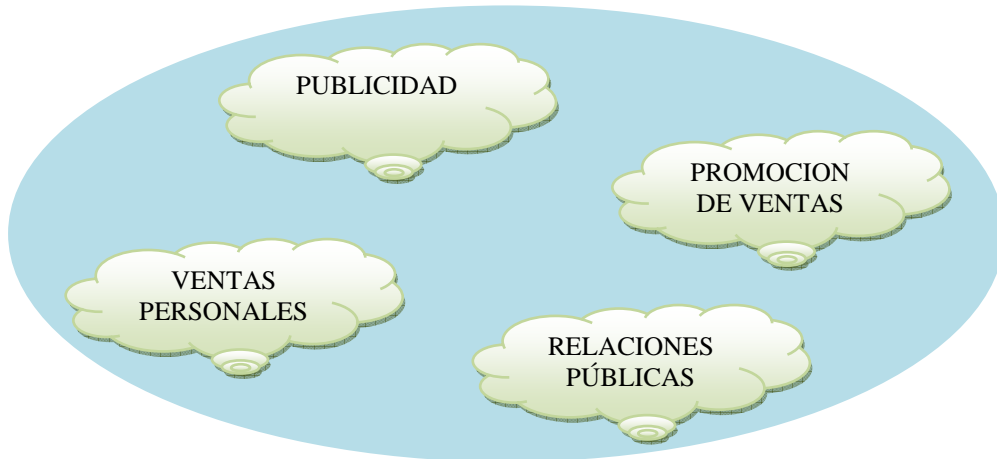 PUBLICIDAD
PROMOCION
DE VENTAS
VENTAS
PERSONALES
RELACIONES
PÚBLICAS